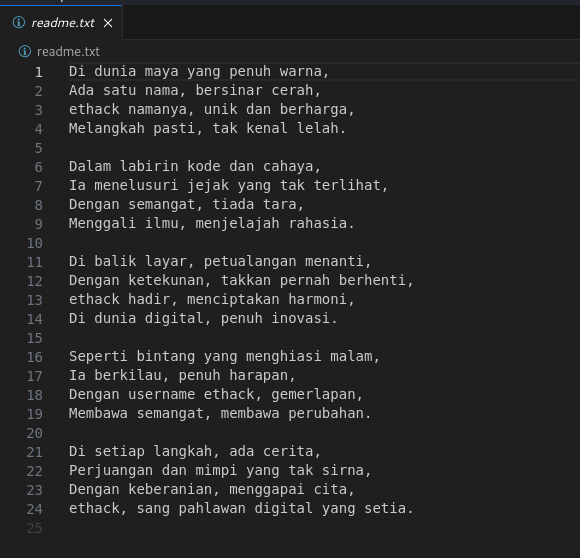 readme.txt
readme.txt
1 Di dunia maya yang penuh warna,
2 Ada satu nama, bersinar cerah,
3 ethack namanya, unik dan berharga,
4 Melangkah pasti, tak kenal lelah.
5
6 Dalam labirin kode dan cahaya,
7 Ia menelusuri jejak yang tak terlihat,
8 Dengan semangat, tiada tara,
9 Menggali ilmu, menjelajah rahasia.
10
11 Di balik layar, petualangan menanti,
12 Dengan ketekunan, takkan pernah berhenti,
13 ethack hadir, menciptakan harmoni,
14 Di dunia digital, penuh inovasi.
15
16 Seperti bintang yang menghiasi malam,
17 Ia berkilau, penuh harapan,
18 Dengan username ethack, gemerlapan,
19 Membawa semangat, membawa perubahan.
20
21 Di setiap langkah, ada cerita,
22 Perjuangan dan mimpi yang tak sirna,
23 Dengan keberanian, menggapai cita,
24 ethack, sang pahlawan digital yang setia.
25